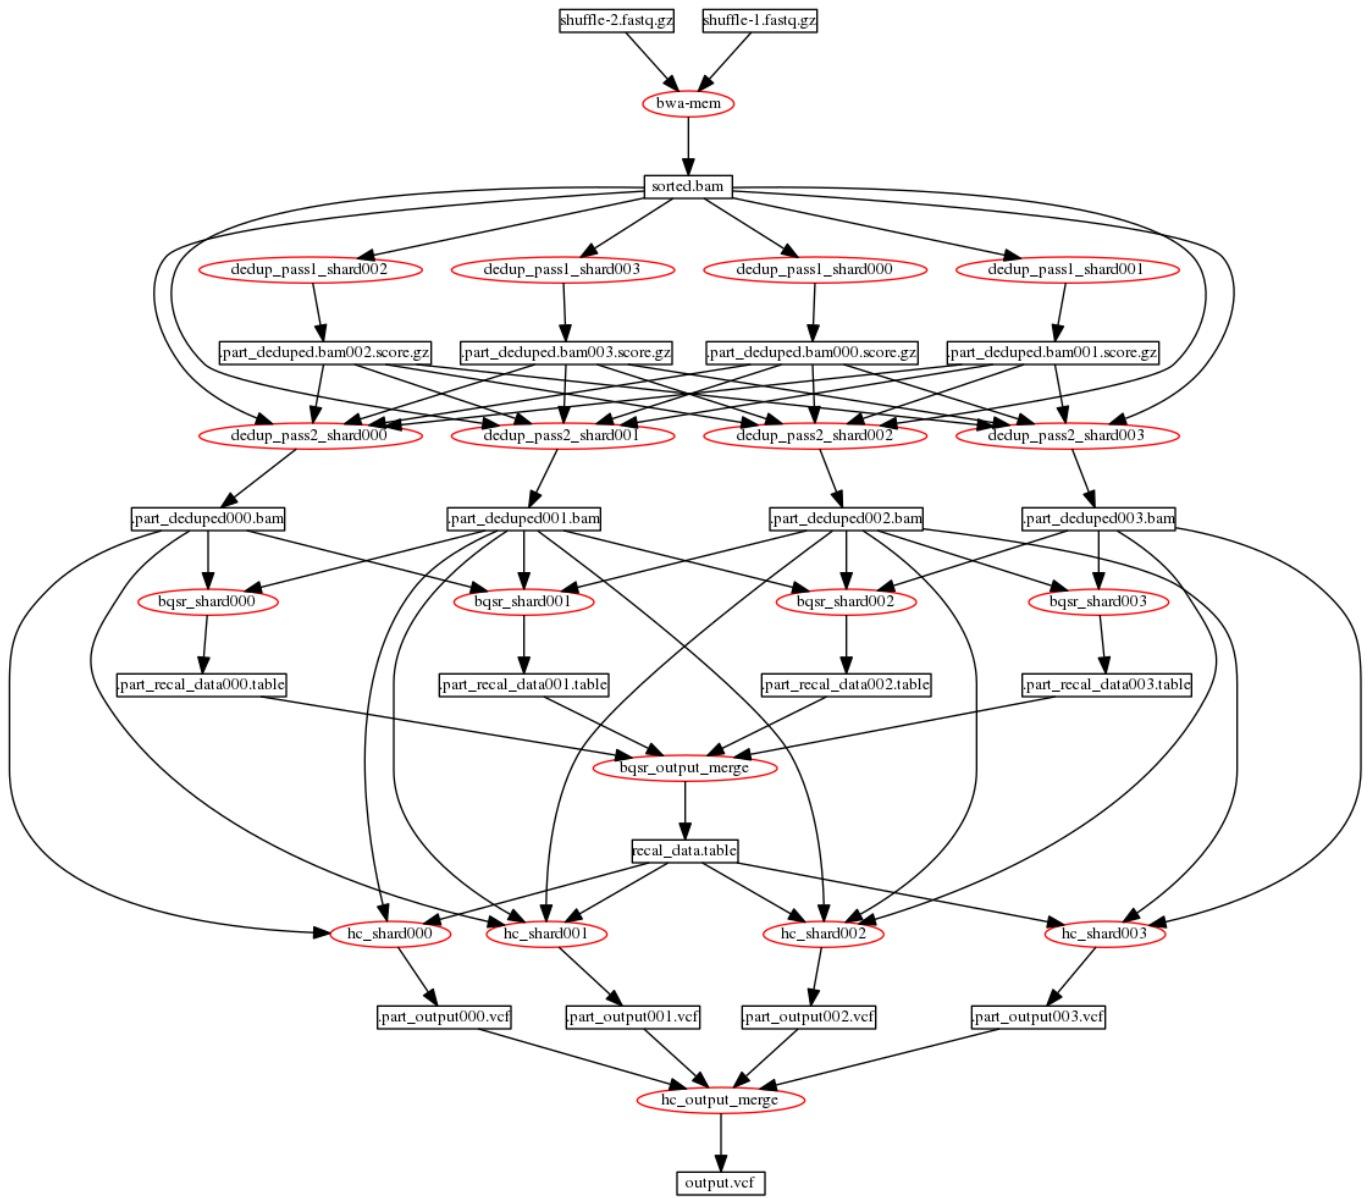 shuffle-2.fastq.gz
shuffle-1.fastq.gz
bwa-mem
sorted.bam
dedup_pass1_shard002
dedup_pass1_shard003
dedup_pass1_shard000
dedup_pass1_shard001
.part_deduped.bam002.score.gz
.part_deduped.bam003.score.gz
.part_deduped.bam000.score.gz
.part_deduped.bam001.score.gz
dedup_pass2_shard000
dedup_pass2_shard001
dedup_pass2_shard002
dedup_pass2_shard003
.part_deduped000.bam
.part_deduped001.bam
.part_deduped002.bam
.part_deduped003.bam
bqsr_shard000
bqsr_shard001
bqsr_shard002
bqsr_shard003
.part_recal_data000.table
.part_recal_data001.table
.part_recal_data002.table
.part_recal_data003.table
bqsr_output_merge
recal_data.table
hc_shard000
hc_shard001
hc_shard002
hc_shard003
.part_output000.vcf
.part_output001.vcf
.part_output002.vcf
.part_output003.vcf
hc_output_merge
output.vcf